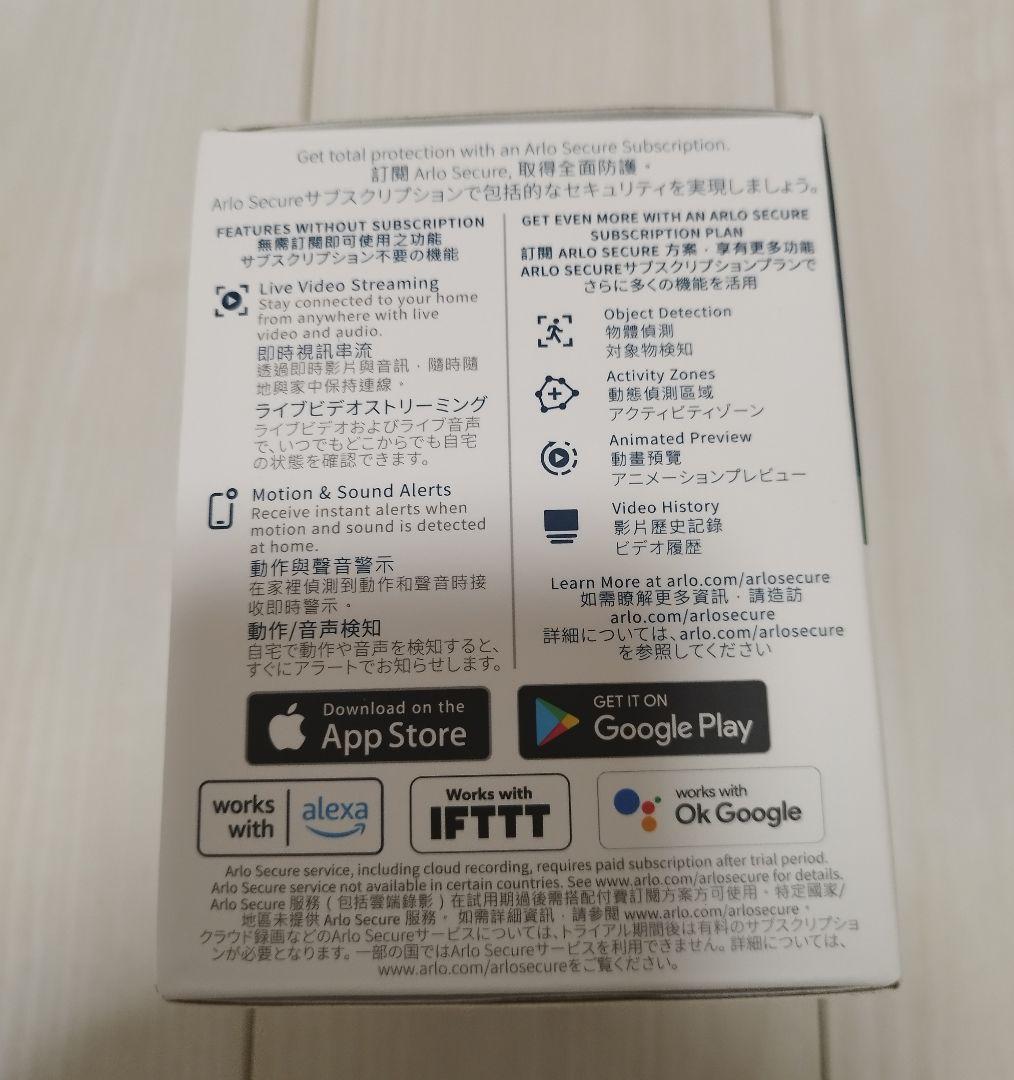 Get total protection with an Arlo Secure Subscription.
訂閱 Arlo Secure, 取得全面防護。
Arlo Secureサブスクリプションで包括的なセキュリティを実現しましょう。
FEATURES WITHOUT SUBSCRIPTION
無需訂閱即可使用之功能
サブスクリプション不要の機能
Live Video Streaming
Stay connected to your home
from anywhere with live
video and audio.
即時視訊串流
透過即時影片與音訊，隨時隨
地與家中保持連線。
ライブビデオストリーミング
ライブビデオおよびライブ音声
で、いつでもどこからでも自宅
の状態を確認できます。
Motion & Sound Alerts
Receive instant alerts when
motion and sound is detected
at home.
動作與聲音警示
在家裡偵測到動作和聲音時接
收即時警示。
動作/音声検知
自宅で動作や音声を検知すると、
すぐにアラートでお知らせします。
GET EVEN MORE WITH AN ARLO SECURE
SUBSCRIPTION PLAN
訂閱 ARLO SECURE 方案，享有更多功能
ARLO SECUREサブスクリプションプランで
さらに多くの機能を活用
Object Detection
物體偵測
対象物検知
Activity Zones
動態偵測區域
アクティビティゾーン
Animated Preview
動畫預覽
アニメーションプレビュー
Video History
影片歷史記錄
ビデオ履歴
Learn More at arlo.com/arlosecure
如需瞭解更多資訊，請造訪
arlo.com/arlosecure
詳細については、arlo.com/arlosecure
を参照してください
Download on the
App Store
GET IT ON
Google Play
works
with
alexa
Works with
IFTTT
works with
Ok Google
Arlo Secure service, including cloud recording, requires paid subscription after trial period.
Arlo Secure service not available in certain countries. See www.arlo.com/arlosecure for details.
Arlo Secure 服務 (包括雲端錄影) 在試用期過後需搭配付費訂閱方案方可使用。特定國家/
地區未提供 Arlo Secure 服務。 如需詳細資訊，請參閱 www.arlo.com/arlosecure。
クラウド録画などのArlo Secureサービスについては、トライアル期間後は有料のサブスクリプショ
ンが必要となります。一部の国ではArlo Secureサービスを利用できません。詳細については、
www.arlo.com/arlosecureをご覧ください。